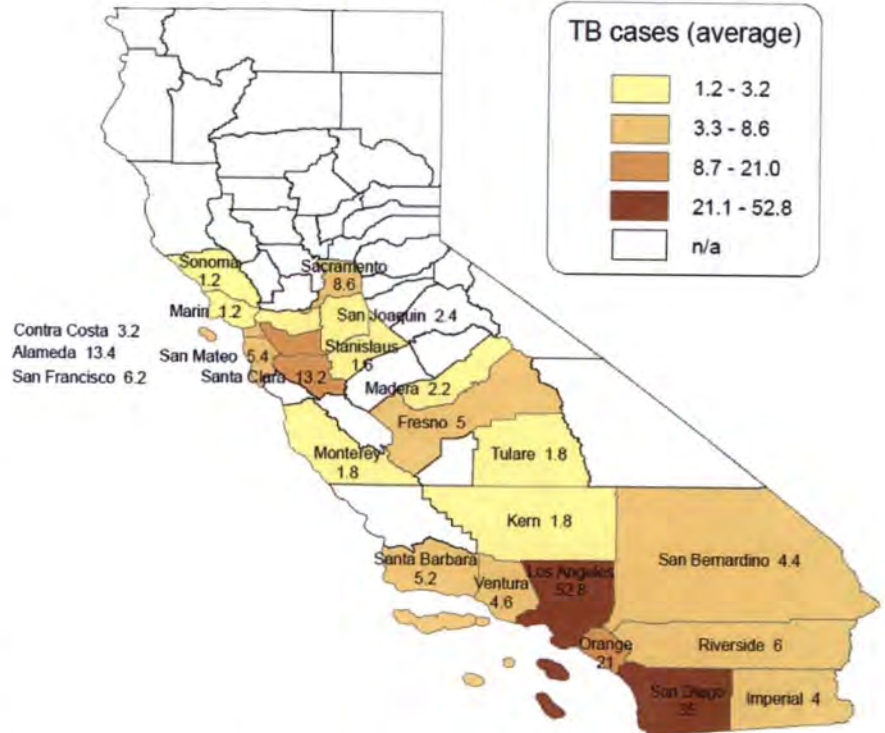 TB cases (average)
1.2 - 3.2
3.3 - 8.6
8.7 - 21.0
21.1 - 52.8
n/a
Sonoma
1.2
Sacramento
8.6
Marin 1.2
San Joaquin 2.4
Contra Costa 3.2
Alameda 13.4
San Francisco 6.2
San Mateo 5.4
Stanislaus
1.6
Santa Clara 13.2
Madera 2.2
Fresno 5
Monterey
1.8
Tulare 1.8
Kern 1.8
Santa Barbara
5.2
Ventura
4.6
Los Angeles
52.8
San Bernardino 4.4
Orange
21
Riverside 6
San Diego
35
Imperial 4